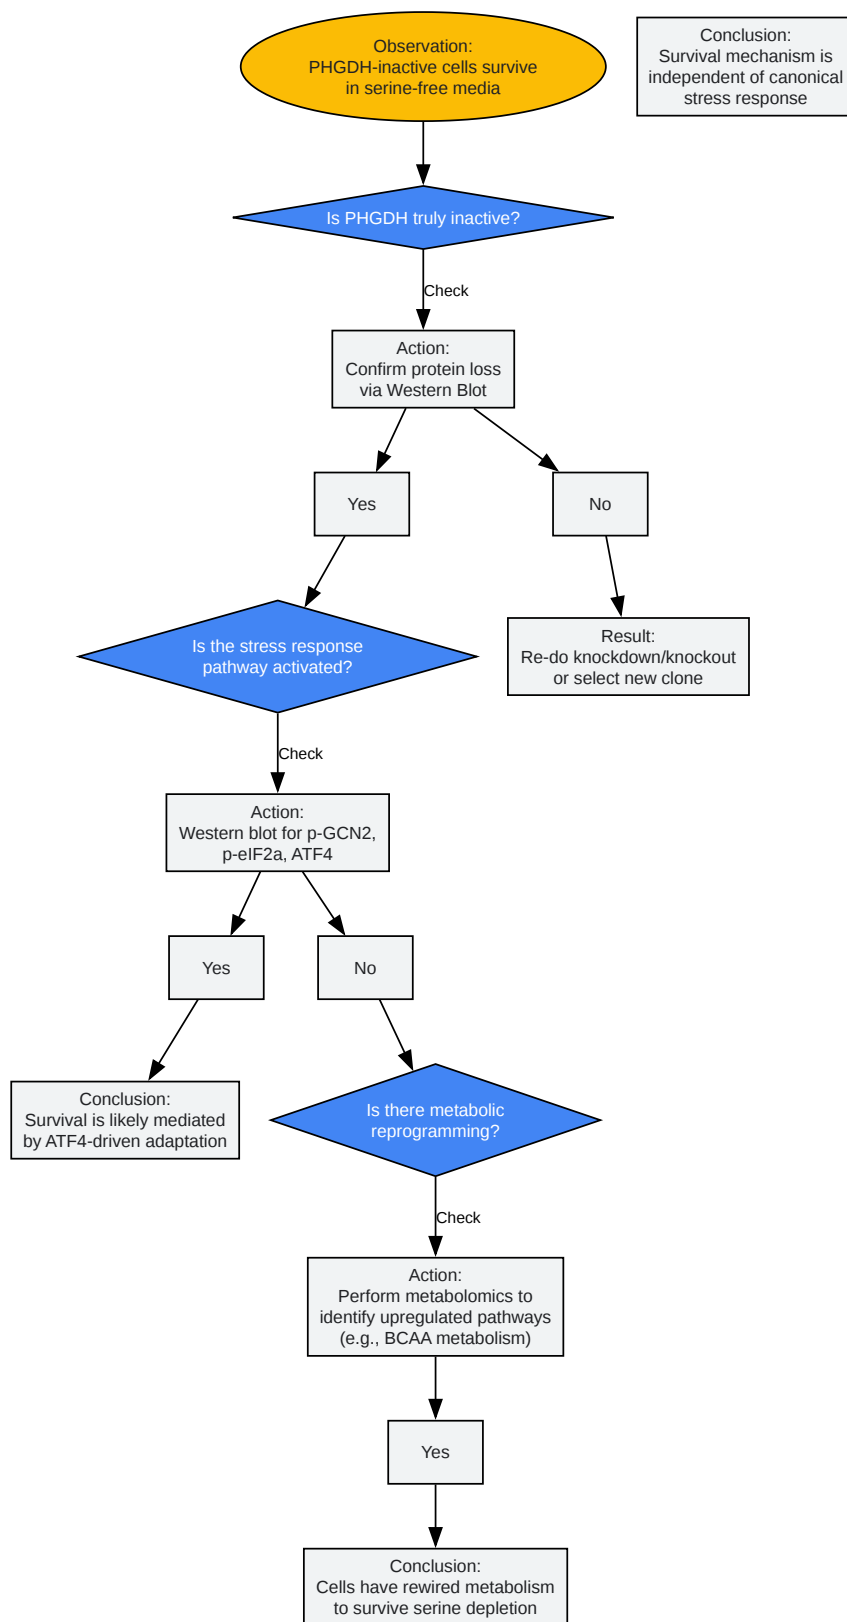 Observation:
PHGDH-inactive cells survive
in serine-free media
Conclusion:
Survival mechanism is
independent of canonical
stress response
Is PHGDH truly inactive?
Check
Action:
Confirm protein loss
via Western Blot
Yes
No
Is the stress response
pathway activated?
Result:
Re-do knockdown/knockout
or select new clone
Check
Action:
Western blot for p-GCN2,
p-eIF2a, ATF4
Yes
No
Conclusion:
Survival is likely mediated
by ATF4-driven adaptation
Is there metabolic
reprogramming?
Check
Action:
Perform metabolomics to
identify upregulated pathways
(e.g., BCAA metabolism)
Yes
Conclusion:
Cells have rewired metabolism
to survive serine depletion